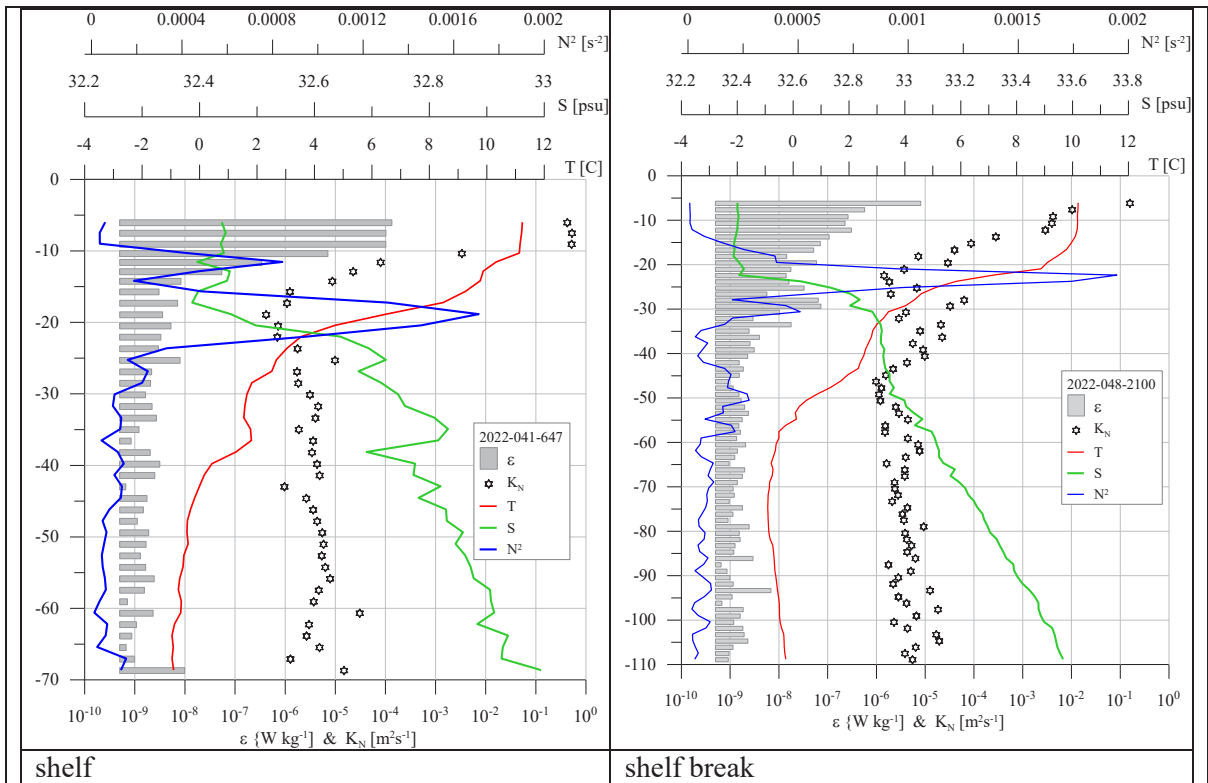 0 0.0004 0.0008 0.0012 0.0016 0.002
N² [s⁻²]
32.2 32.4 32.6 32.8 33
S [psu]
-4 -2 0 2 4 6 8 10 12
T [C]
0
-10
-20
-30
-40
-50
-60
-70
2022-041-647
ε
K_N
T
S
N²
10⁻¹⁰ 10⁻⁹ 10⁻⁸ 10⁻⁷ 10⁻⁶ 10⁻⁵ 10⁻⁴ 10⁻³ 10⁻² 10⁻¹ 10⁰
ε {W kg⁻¹} & K_N [m²s⁻¹]
shelf
0 0.0005 0.001 0.0015 0.002
N² [s⁻²]
32.2 32.4 32.6 32.8 33 33.2 33.4 33.6 33.8
S [psu]
-4 -2 0 2 4 6 8 10 12
T [C]
0
-10
-20
-30
-40
-50
-60
-70
-80
-90
-100
-110
2022-048-2100
ε
K_N
T
S
N²
10⁻¹⁰ 10⁻⁹ 10⁻⁸ 10⁻⁷ 10⁻⁶ 10⁻⁵ 10⁻⁴ 10⁻³ 10⁻² 10⁻¹ 10⁰
ε {W kg⁻¹} & K_N [m²s⁻¹]
shelf break